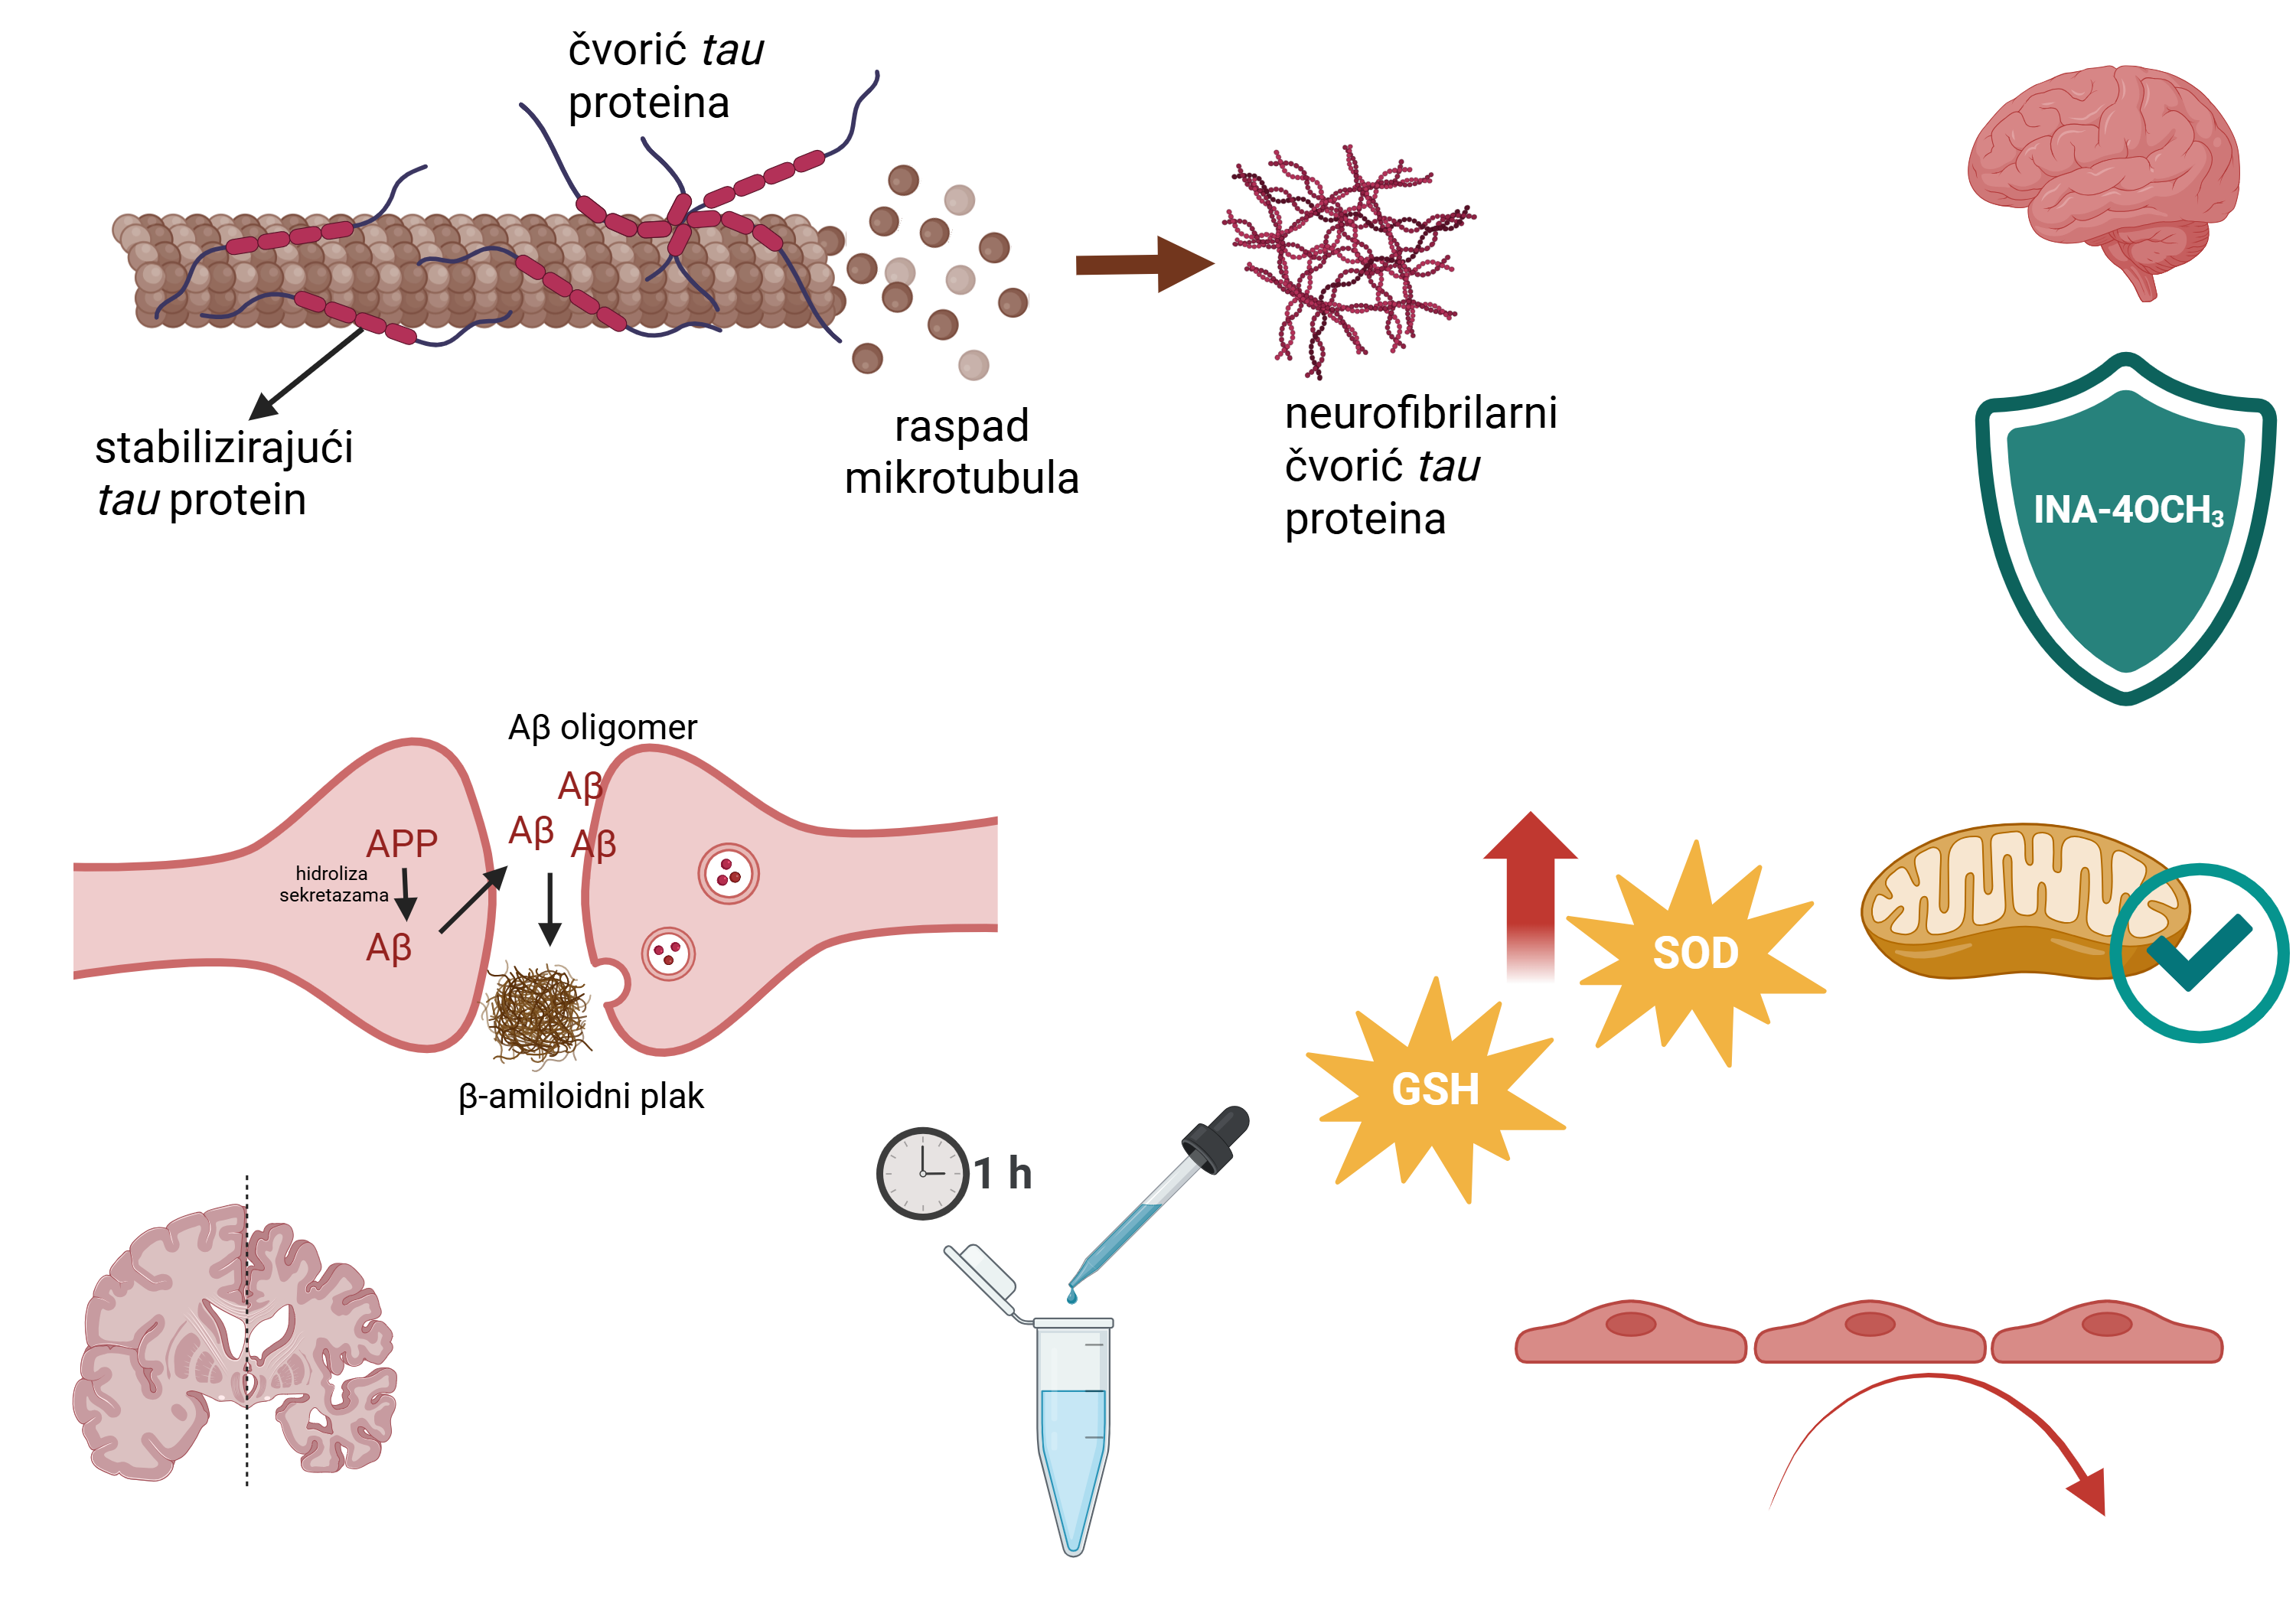 čvorić tau
proteina
stabilizirajući
tau protein
raspad
mikrotubula
neurofibrilarni
čvorić tau
proteina
INA-4OCH₃
Aβ oligomer
Aβ
Aβ
Aβ
APP
hidroliza
sekretazama
Aβ
β-amiloidni plak
SOD
GSH
1 h